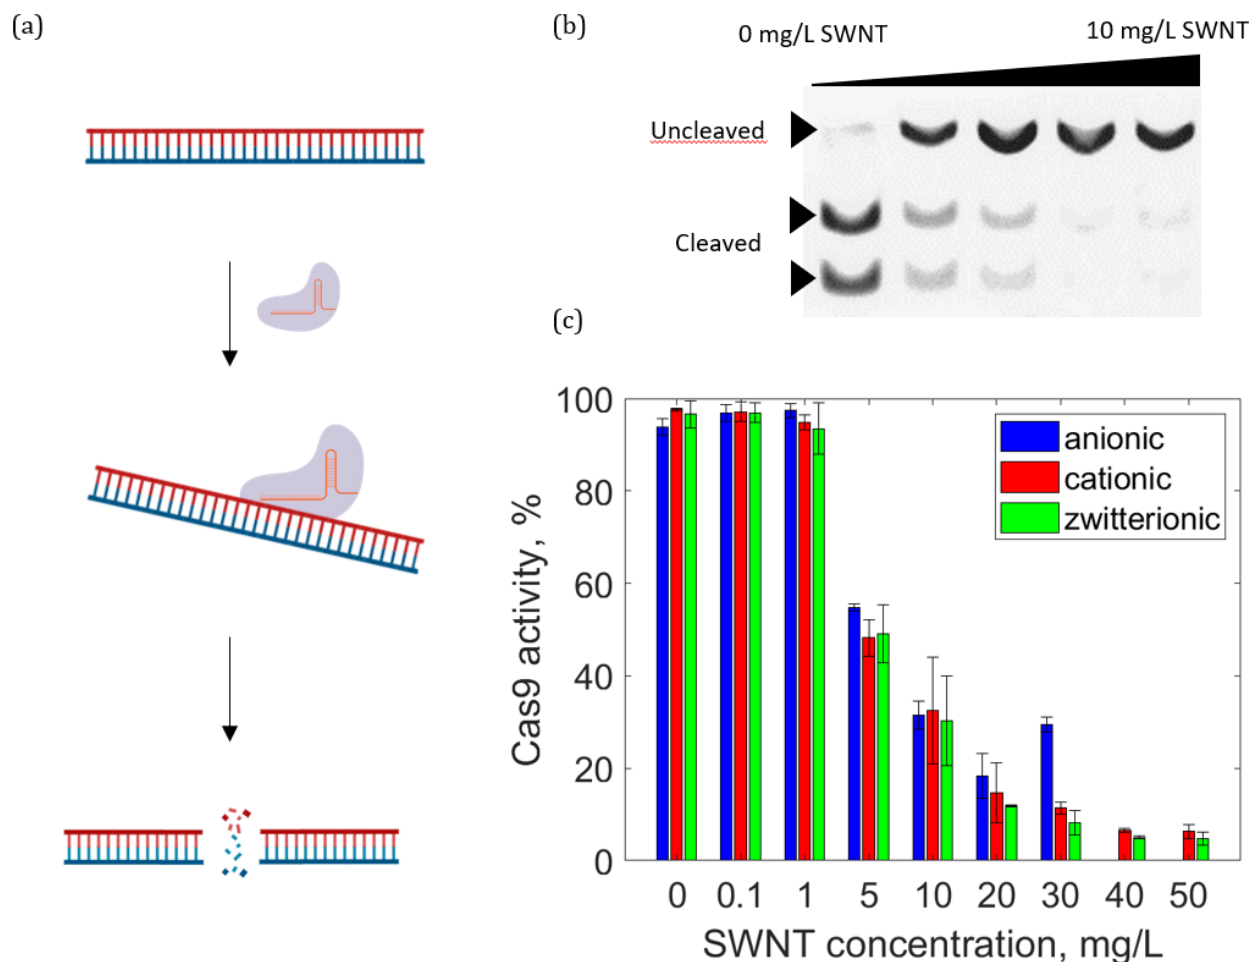 (a)
(b)
0 mg/L SWNT
10 mg/L SWNT
Uncleaved
Cleaved
(c)
100
80
60
40
20
0
Cas9 activity, %
anionic
cationic
zwitterionic
0 0.1 1 5 10 20 30 40 50
SWNT concentration, mg/L